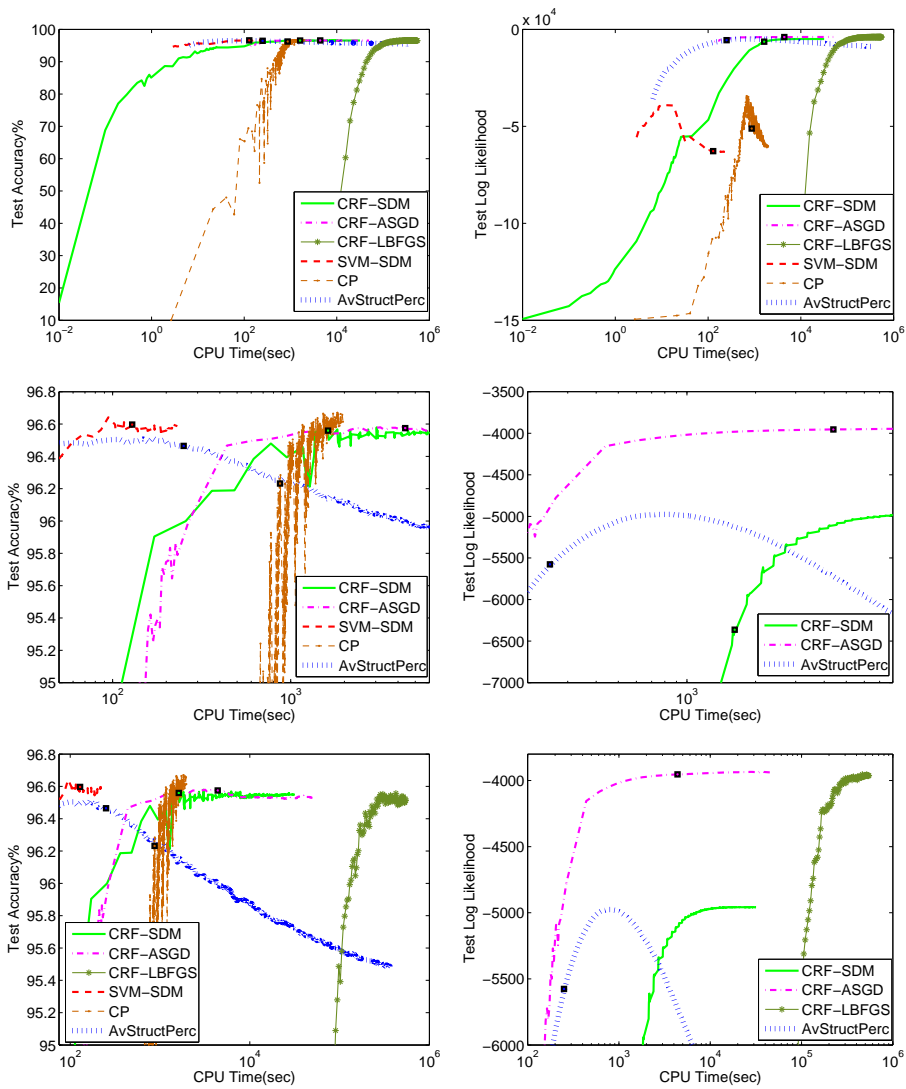 100
90
80
70
60
50
40
30
20
10
Test Accuracy%
10^-2
10^0
10^2
10^4
10^6
CPU Time(sec)
CRF-SDM
CRF-ASGD
CRF-LBFGS
SVM-SDM
CP
AvStructPerc
x 10^4
0
-5
-10
-15
Test Log Likelihood
10^-2
10^0
10^2
10^4
10^6
CPU Time(sec)
CRF-SDM
CRF-ASGD
CRF-LBFGS
SVM-SDM
CP
AvStructPerc
96.8
96.6
96.4
96.2
96
95.8
95.6
95.4
95.2
95
Test Accuracy%
10^2
10^3
CPU Time(sec)
CRF-SDM
CRF-ASGD
SVM-SDM
CP
AvStructPerc
-3500
-4000
-4500
-5000
-5500
-6000
-6500
-7000
Test Log Likelihood
10^3
CPU Time(sec)
CRF-SDM
CRF-ASGD
AvStructPerc
96.8
96.6
96.4
96.2
96
95.8
95.6
95.4
95.2
95
Test Accuracy%
10^2
10^4
10^6
CPU Time(sec)
CRF-SDM
CRF-ASGD
CRF-LBFGS
SVM-SDM
CP
AvStructPerc
-4000
-4500
-5000
-5500
-6000
Test Log Likelihood
10^2
10^3
10^4
10^5
10^6
CPU Time(sec)
CRF-SDM
CRF-ASGD
CRF-LBFGS
AvStructPerc